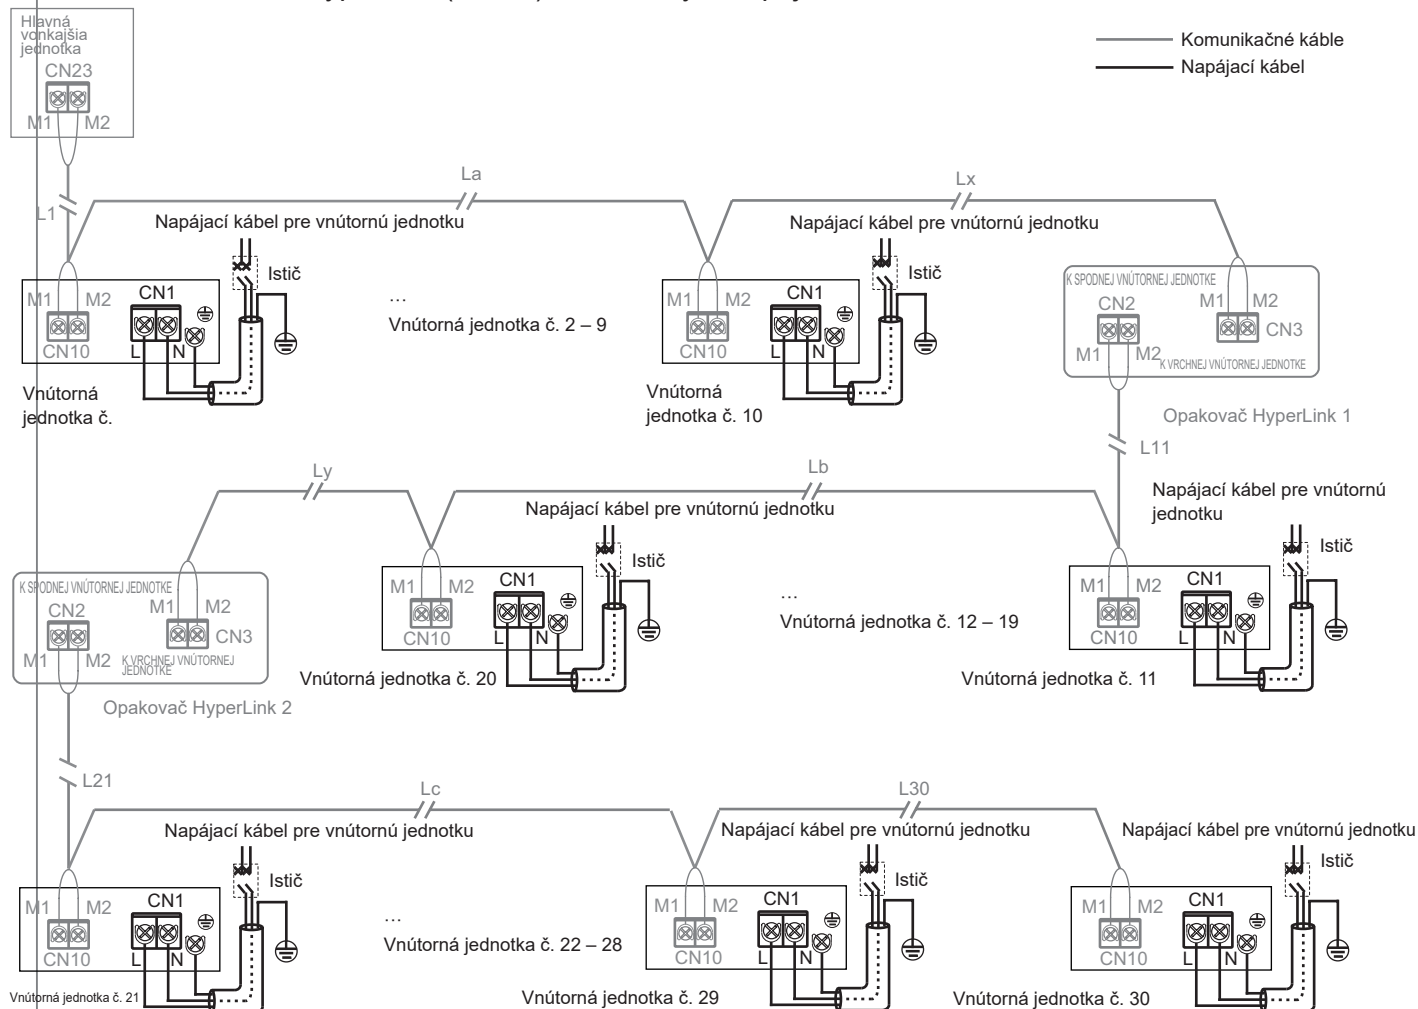 Hlavná
vonkajšia
jednotka
CN23
M1 M2
Komunikačné káble
Napájací kábel
L1
La
Lx
Napájací kábel pre vnútornú jednotku
Napájací kábel pre vnútornú jednotku
Istič
Istič
M1 M2 CN1
CN10 L N
Vnútorná
jednotka č.
...
Vnútorná jednotka č. 2 – 9
M1 M2 CN1
CN10 L N
Vnútorná
jednotka č. 10
K SPODNEJ VNÚTORNEJ JEDNOTKE
CN2 M1 M2
CN3
M1 M2 K VRCHNEJ VNÚTORNEJ JEDNOTKE
Opakovač HyperLink 1
L11
Ly
Lb
Napájací kábel pre vnútornú jednotku
Napájací kábel pre vnútornú
jednotku
Istič
Istič
K SPODNEJ VNÚTORNEJ JEDNOTKE
CN2 M1 M2
CN3
M1 M2 K VRCHNEJ VNÚTORNEJ
JEDNOTKE
Opakovač HyperLink 2
M1 M2 CN1
CN10 L N
Vnútorná jednotka č. 20
...
Vnútorná jednotka č. 12 – 19
M1 M2 CN1
CN10 L N
Vnútorná jednotka č. 11
L21
Lc
L30
Napájací kábel pre vnútornú jednotku
Napájací kábel pre vnútornú jednotku
Napájací kábel pre vnútornú jednotku
Istič
Istič
Istič
M1 M2 CN1
CN10 L N
Vnútorná jednotka č. 21
...
Vnútorná jednotka č. 22 – 28
M1 M2 CN1
CN10 L N
Vnútorná jednotka č. 29
M1 M2 CN1
CN10 L N
Vnútorná jednotka č. 30